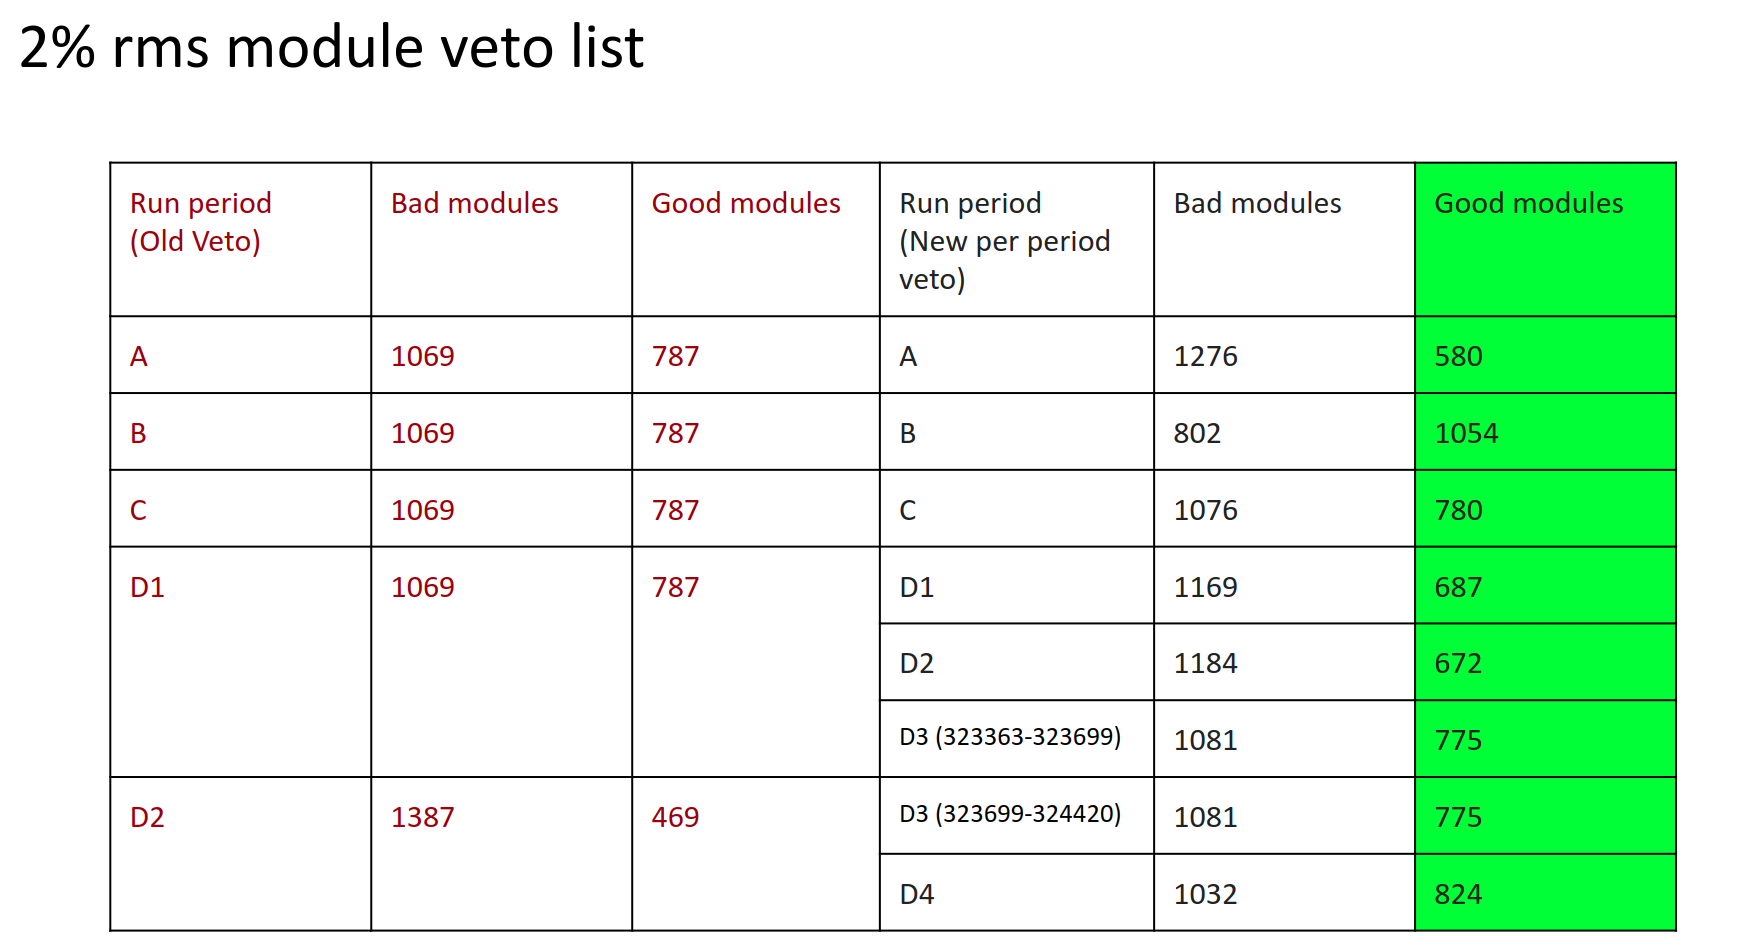 2% rms module veto list
Run period Bad modules Good modules Run period Bad modules Good modules
(Old Veto) (New per period
veto)
A 1069 787 A 1276 580
B 1069 787 B 802 1054
C 1069 787 C 1076 780
D1 1069 787 D1 1169 687
D2 1184 672
D3 (323363-323699) 1081 775
D2 1387 469 D3 (323699-324420) 1081 775
D4 1032 824